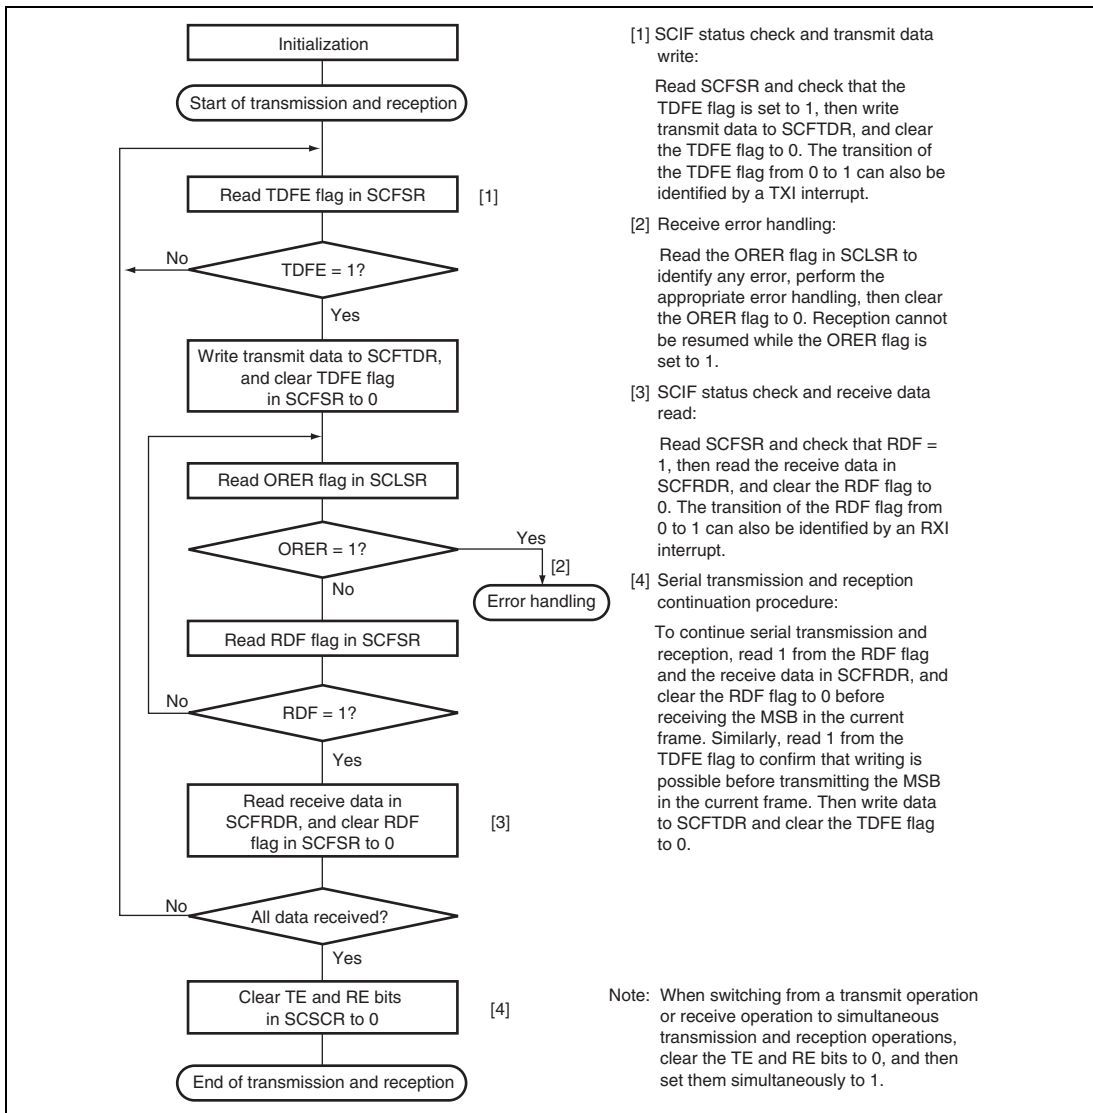 Initialization
Start of transmission and reception
Read TDFE flag in SCFSR
[1]
No
TDFE = 1?
Yes
Write transmit data to SCFTDR,
and clear TDFE flag
in SCFSR to 0
Read ORER flag in SCLSR
ORER = 1?
Yes
[2]
No
Error handling
Read RDF flag in SCFSR
No
RDF = 1?
Yes
Read receive data in
SCFRDR, and clear RDF
flag in SCFSR to 0
[3]
No
All data received?
Yes
Clear TE and RE bits
in SCSCR to 0
[4]
End of transmission and reception
[1] SCIF status check and transmit data
write:
Read SCFSR and check that the
TDFE flag is set to 1, then write
transmit data to SCFTDR, and clear
the TDFE flag to 0. The transition of
the TDFE flag from 0 to 1 can also be
identified by a TXI interrupt.
[2] Receive error handling:
Read the ORER flag in SCLSR to
identify any error, perform the
appropriate error handling, then clear
the ORER flag to 0. Reception cannot
be resumed while the ORER flag is
set to 1.
[3] SCIF status check and receive data
read:
Read SCFSR and check that RDF =
1, then read the receive data in
SCFRDR, and clear the RDF flag to
0. The transition of the RDF flag from
0 to 1 can also be identified by an RXI
interrupt.
[4] Serial transmission and reception
continuation procedure:
To continue serial transmission and
reception, read 1 from the RDF flag
and the receive data in SCFRDR, and
clear the RDF flag to 0 before
receiving the MSB in the current
frame. Similarly, read 1 from the
TDFE flag to confirm that writing is
possible before transmitting the MSB
in the current frame. Then write data
to SCFTDR and clear the TDFE flag
to 0.
Note: When switching from a transmit operation
or receive operation to simultaneous
transmission and reception operations,
clear the TE and RE bits to 0, and then
set them simultaneously to 1.